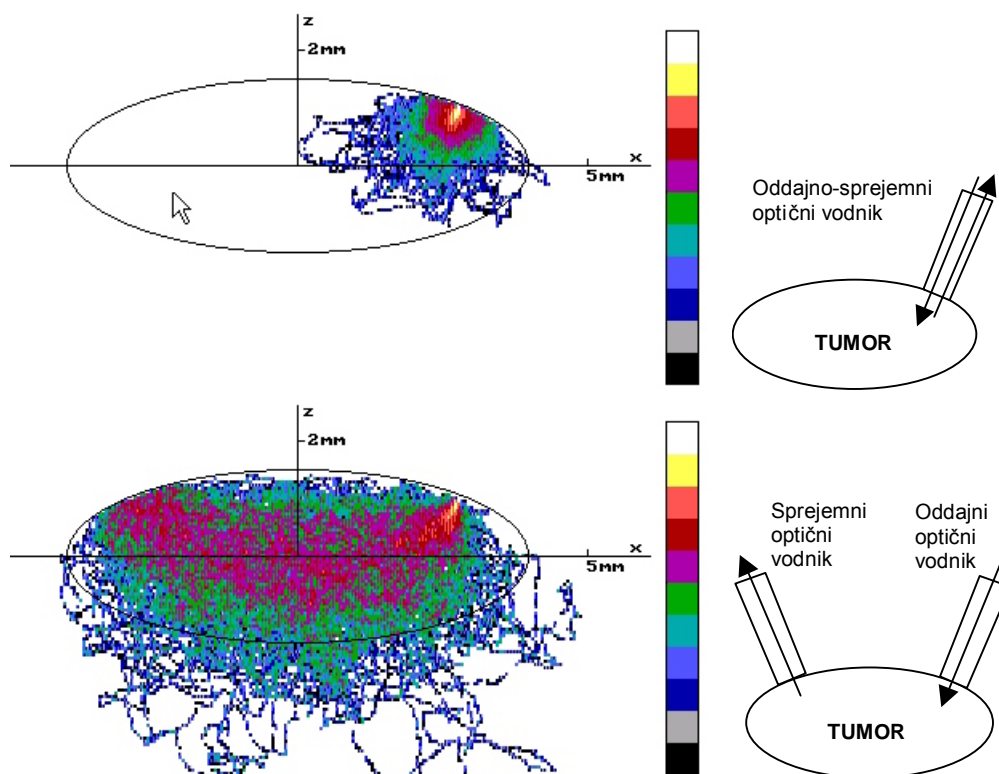 z
2mm
x
5mm
Oddajno-sprejemni
optični vodnik
TUMOR
z
2mm
x
5mm
Sprejemni
optični
vodnik
Oddajni
optični
vodnik
TUMOR